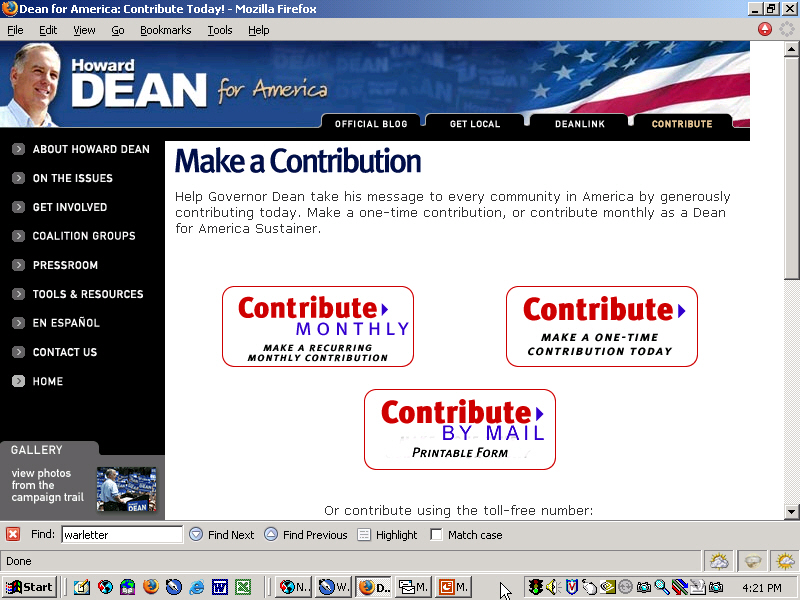 Dean for America: Contribute Today! - Mozilla Firefox
File Edit View Go Bookmarks Tools Help
Howard
DEAN for America
OFFICIAL BLOG GET LOCAL DEANLINK CONTRIBUTE
ABOUT HOWARD DEAN
ON THE ISSUES
GET INVOLVED
COALITION GROUPS
PRESSROOM
TOOLS & RESOURCES
EN ESPAÑOL
CONTACT US
HOME
GALLERY
view photos
from the
campaign trail
DEAN
Make a Contribution
Help Governor Dean take his message to every community in America by generously
contributing today. Make a one-time contribution, or contribute monthly as a Dean
for America Sustainer.
Contribute
MONTHLY
MAKE A RECURRING
MONTHLY CONTRIBUTION
Contribute
MAKE A ONE-TIME
CONTRIBUTION TODAY
Contribute
BY MAIL
PRINTABLE FORM
Or contribute using the toll-free number:
Find: warletter Find Next Find Previous Highlight Match case
Done
Start N.. W.. D.. M.. M.. 4:21 PM